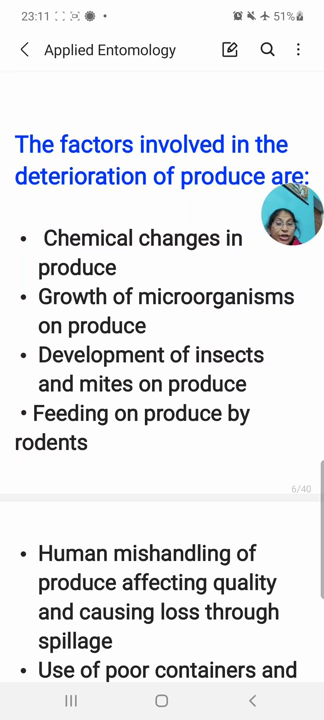 23:11
51%
Applied Entomology
The factors involved in the
deterioration of produce are:
• Chemical changes in
produce
• Growth of microorganisms
on produce
• Development of insects
and mites on produce
• Feeding on produce by
rodents
6/40
• Human mishandling of
produce affecting quality
and causing loss through
spillage
• Use of poor containers and